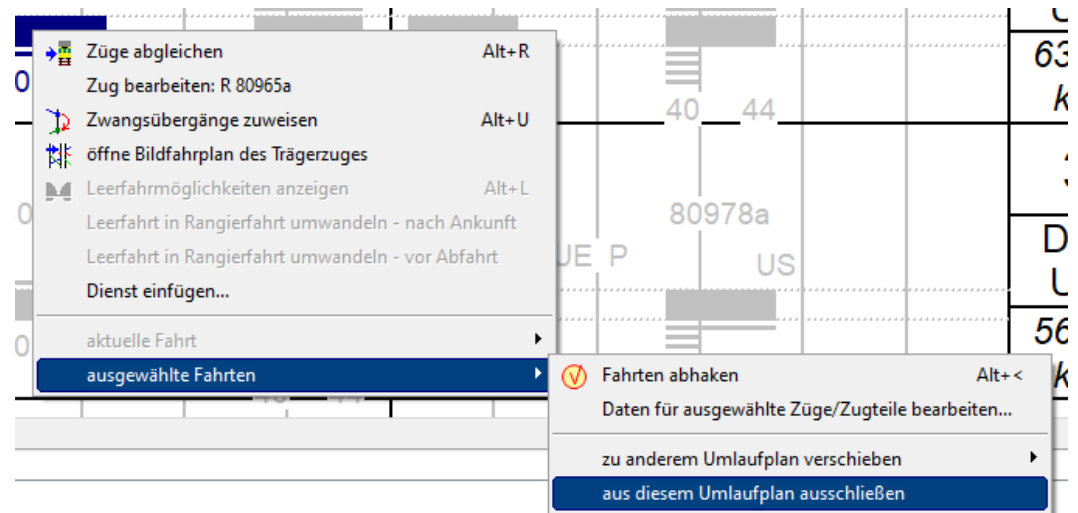 Züge abgleichen Alt+R
Zug bearbeiten: R 80965a
Zwangsübergänge zuweisen Alt+U
öffne Bildfahrplan des Trägerzuges
Leerfahrmöglichkeiten anzeigen Alt+L
Leerfahrt in Rangierfahrt umwandeln - nach Ankunft
Leerfahrt in Rangierfahrt umwandeln - vor Abfahrt
Dienst einfügen...
aktuelle Fahrt
ausgewählte Fahrten
Fahrten abhaken Alt+<
Daten für ausgewählte Züge/Zugteile bearbeiten...
zu anderem Umlaufplan verschieben
aus diesem Umlaufplan ausschließen
40 44
80978a
UE P
US
63
56